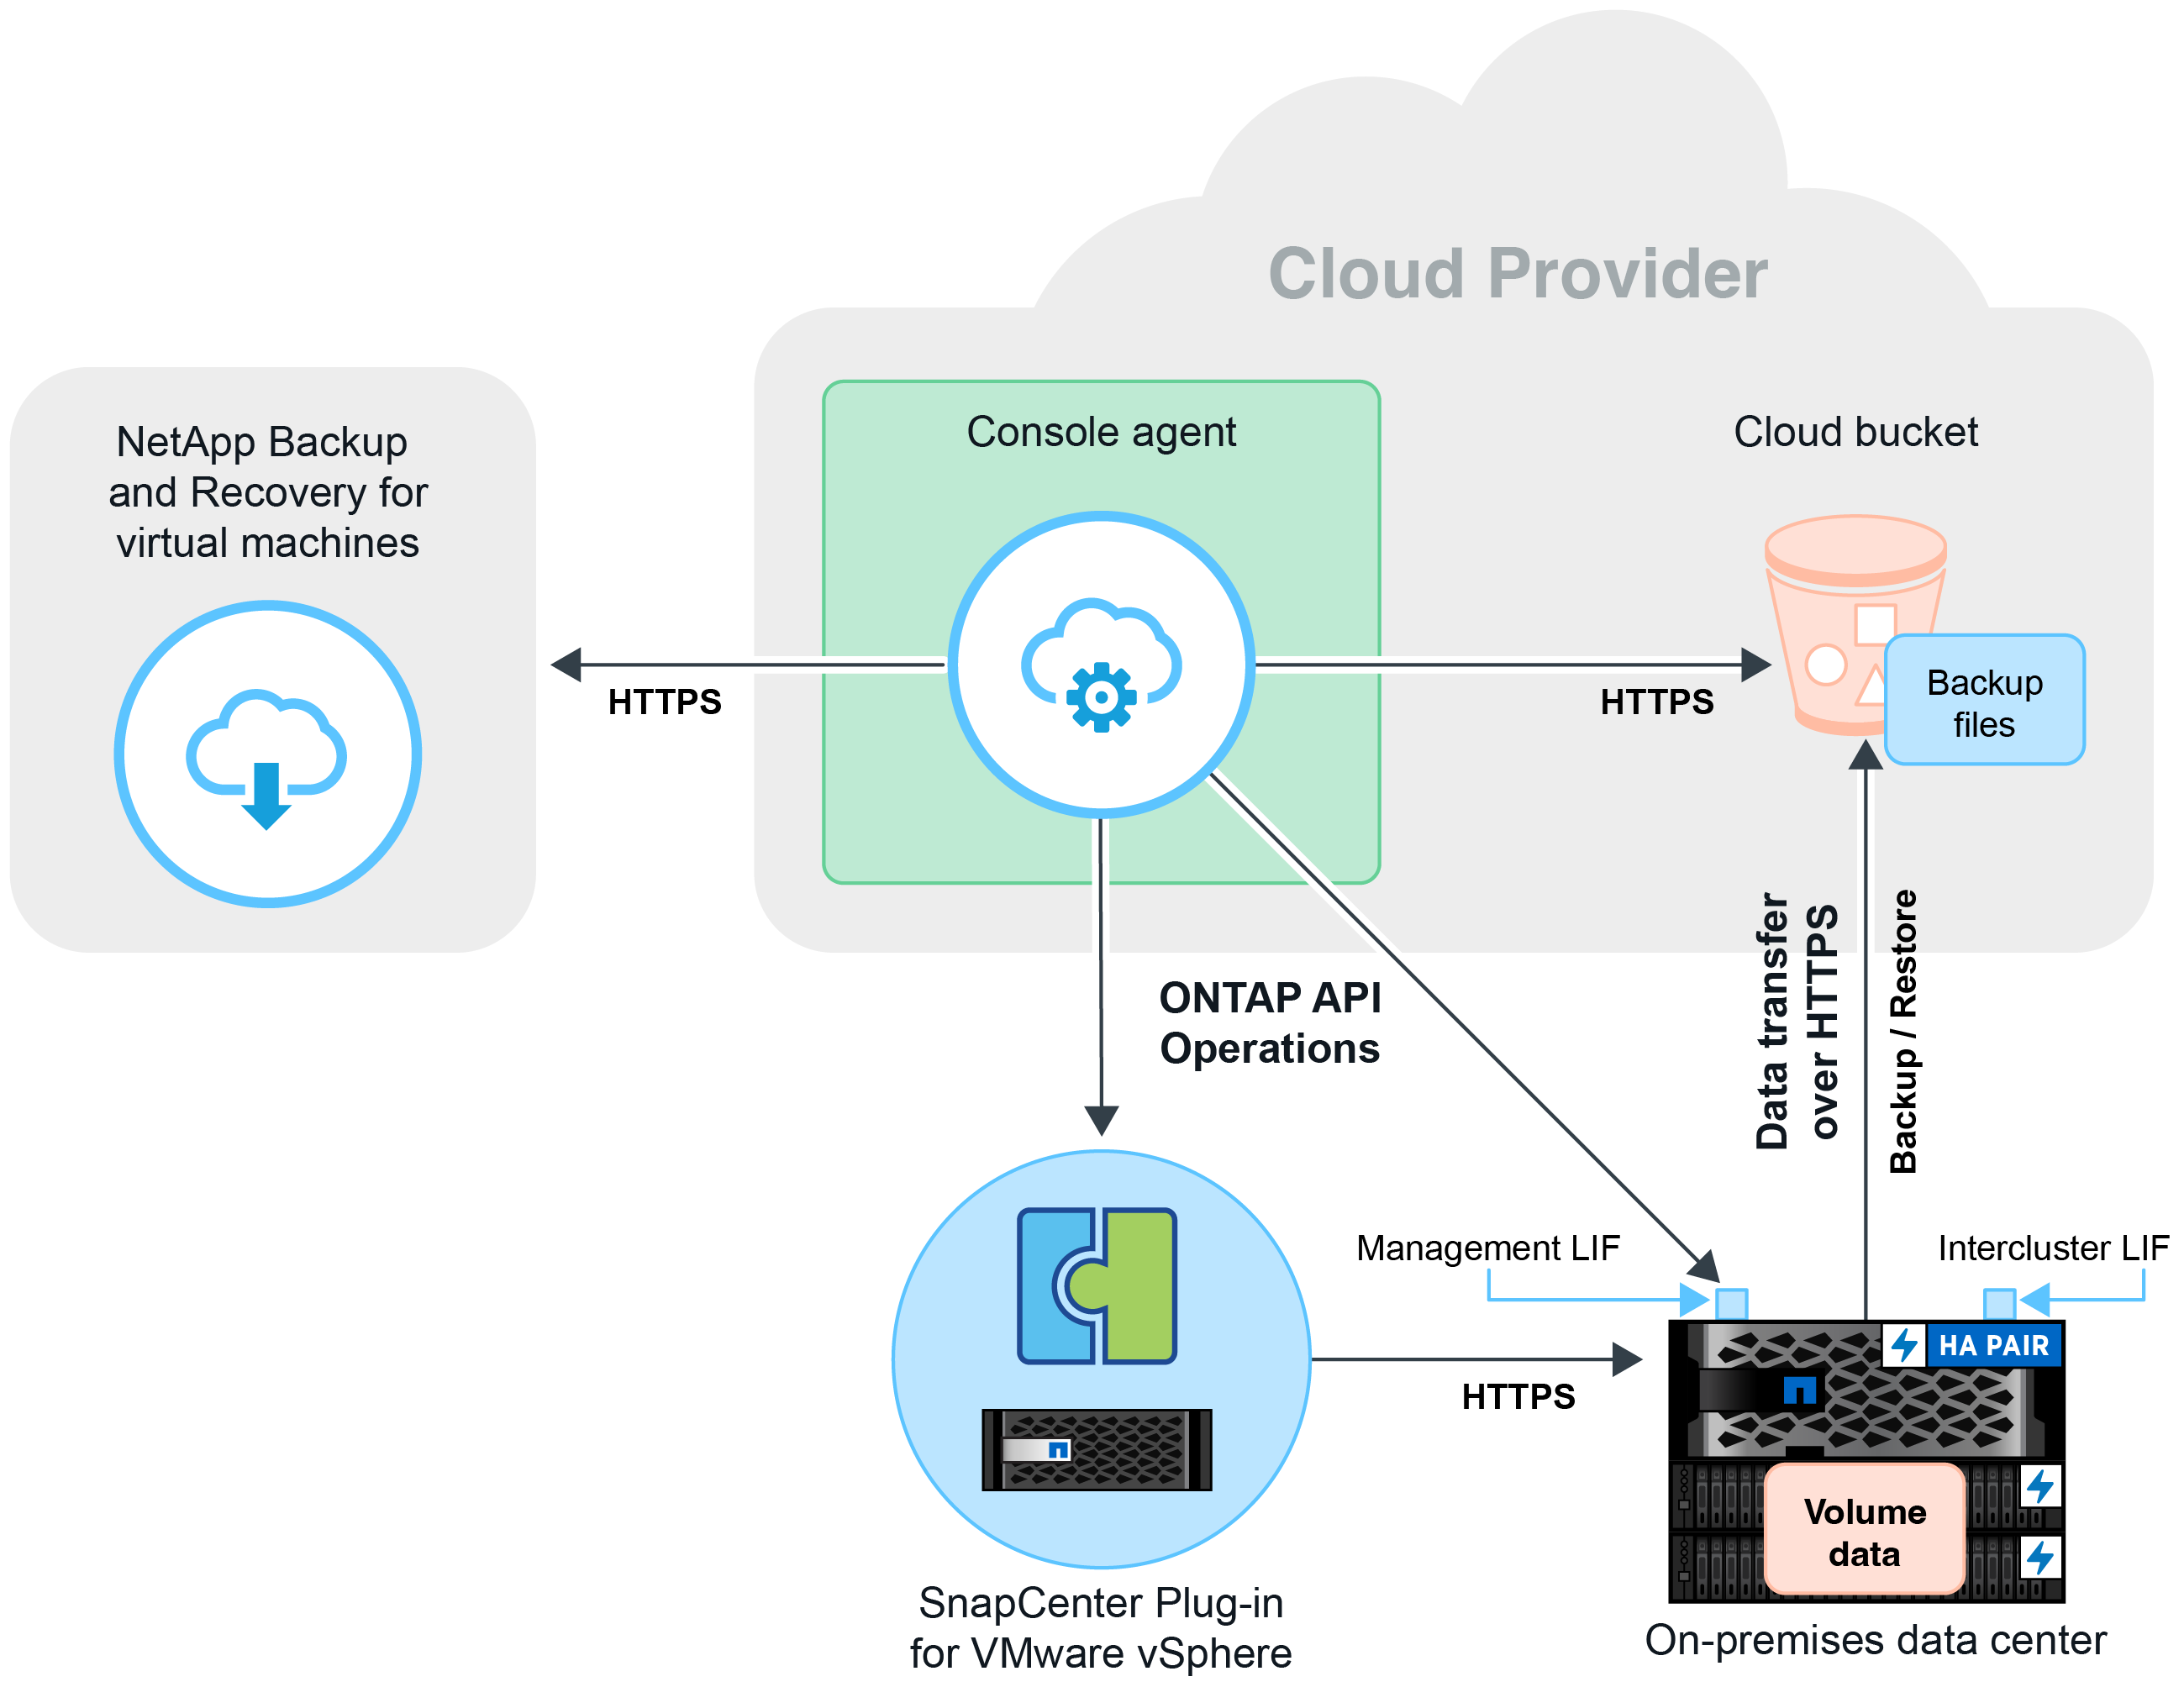 Cloud Provider
NetApp Backup
and Recovery for
virtual machines
Console agent
Cloud bucket
HTTPS
HTTPS
Backup
files
ONTAP API
Operations
Data transfer
over HTTPS
Backup / Restore
Management LIF
Intercluster LIF
HA PAIR
HTTPS
Volume
data
SnapCenter Plug-in
for VMware vSphere
On-premises data center